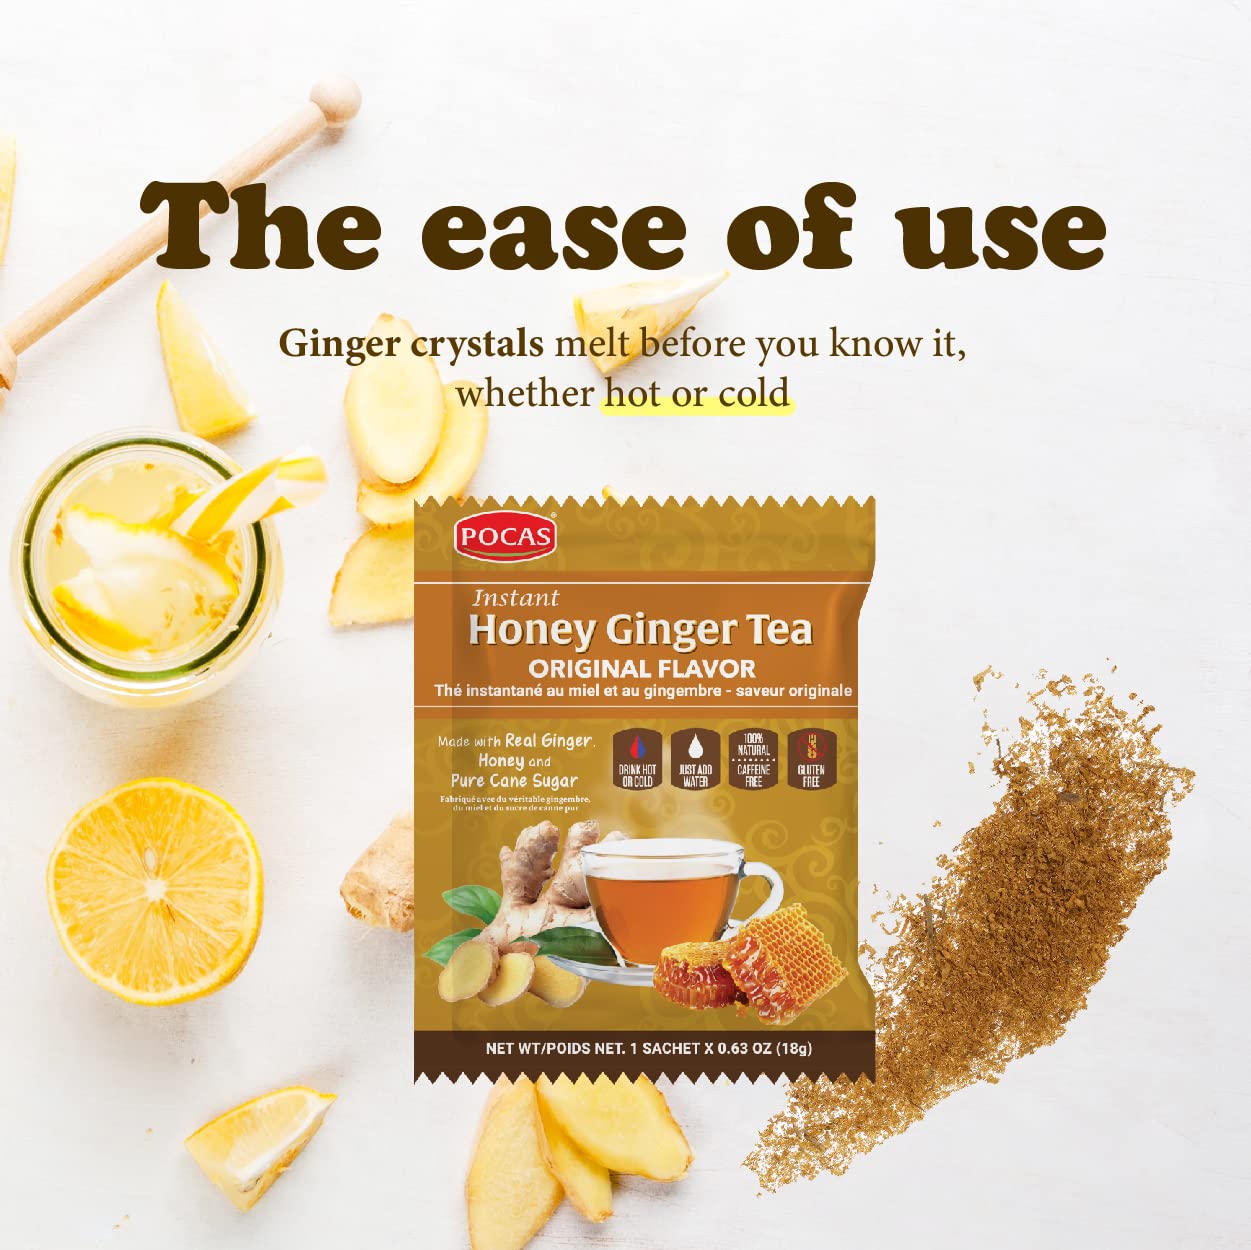 The ease of use
Ginger crystals melt before you know it,
whether hot or cold
POCAS®
Instant
Honey Ginger Tea
ORIGINAL FLAVOR
Thé instantané au miel et au gingembre - saveur originale
Made with Real Ginger,
Honey and
Pure Cane Sugar
Fabriqué avec du véritable gingembre,
du miel et du sucre de canne pur
DRINK HOT
OR COLD
JUST ADD
WATER
100%
NATURAL
CAFFEINE
FREE
GLUTEN
FREE
NET WT/POIDS NET. 1 SACHET X 0.63 OZ (18g)